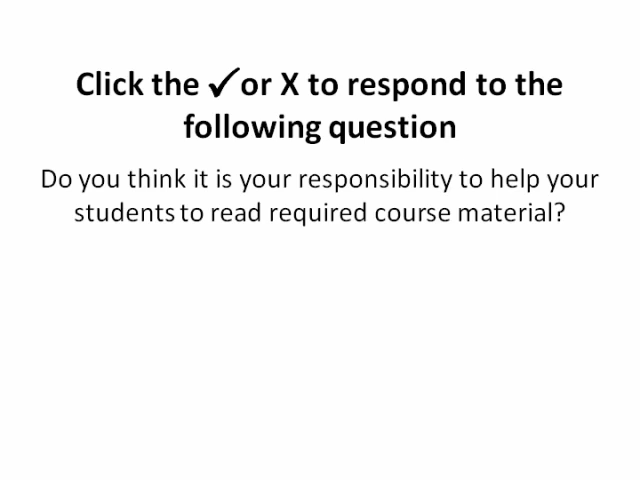 Click the ✓ or X to respond to the
following question
Do you think it is your responsibility to help your
students to read required course material?